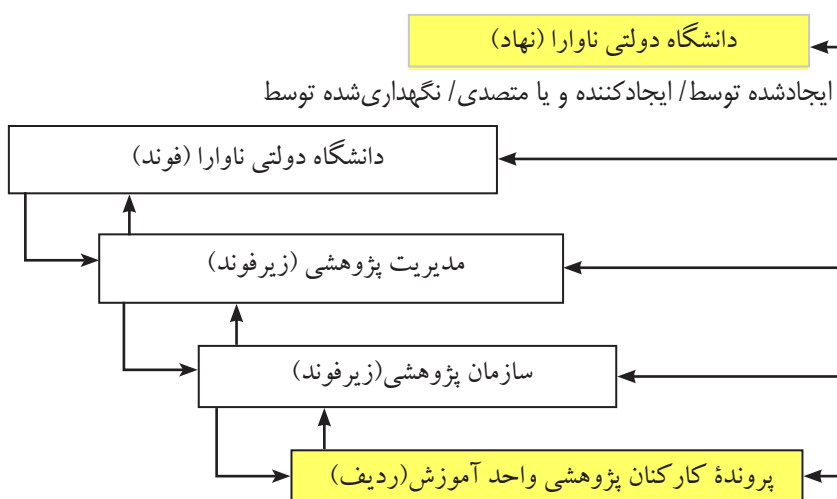 دانشگاه دولتی ناوارا (نهاد)
ایجادشده توسط/ ایجادکننده و یا متصدی/ نگهداری‌شده توسط
دانشگاه دولتی ناوارا (فوند)
مدیریت پژوهشی (زیرفوند)
سازمان پژوهشی(زیرفوند)
پروندهٔ کارکنان پژوهشی واحد آموزش(ردیف)